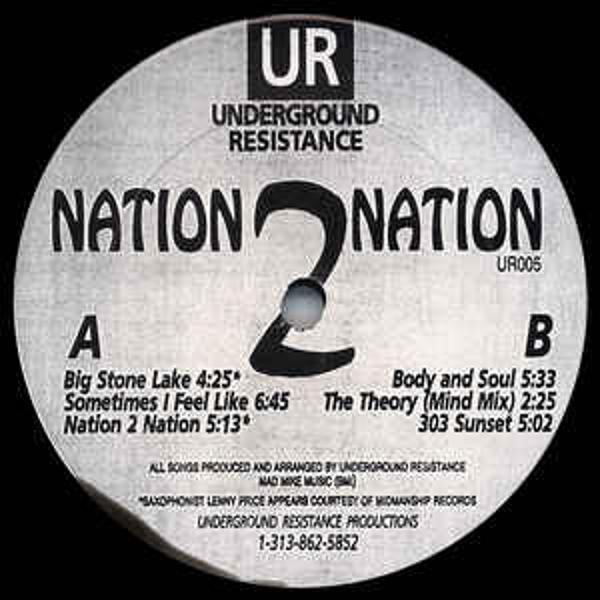 UR
UNDERGROUND
RESISTANCE
NATION 2 NATION
UR005
A
Big Stone Lake 4:25*
Sometimes I Feel Like 6:45
Nation 2 Nation 5:13*
B
Body and Soul 5:33
The Theory (Mind Mix) 2:25
303 Sunset 5:02
ALL SONGS PRODUCED AND ARRANGED BY UNDERGROUND RESISTANCE
MAD MIKE MUSIC (BMI)
*SAXOPHONIST LENNY PRICE APPEARS COURTESY OF MIDMANSHIP RECORDS
UNDERGROUND RESISTANCE PRODUCTIONS
1-313-862-5852